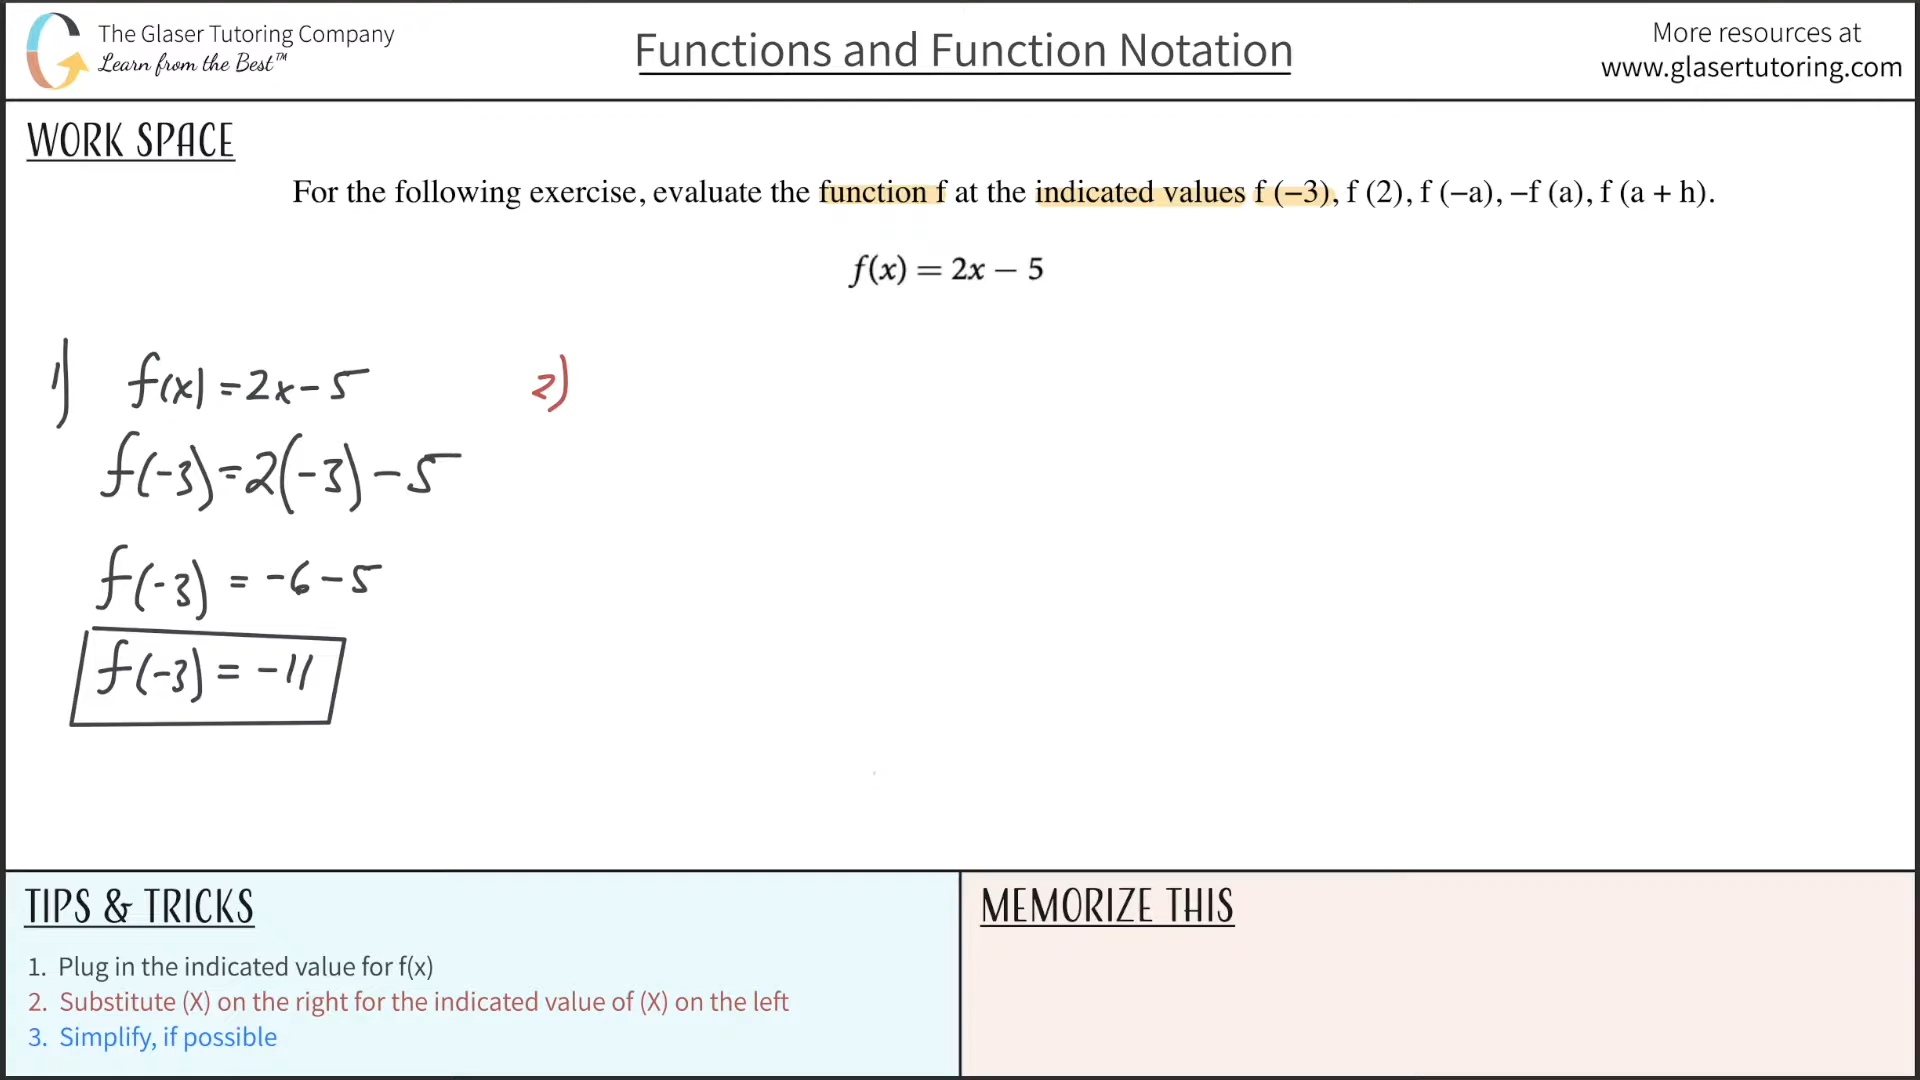 The Glaser Tutoring Company
Learn from the Best™
Functions and Function Notation
More resources at
www.glasertutoring.com
WORK SPACE
For the following exercise, evaluate the function f at the indicated values f (−3), f (2), f (−a), −f (a), f (a + h).
f(x) = 2x − 5
1) f(x) = 2x - 5
f(-3) = 2(-3) - 5
f(-3) = -6 - 5
f(-3) = -11
2)
TIPS & TRICKS
1. Plug in the indicated value for f(x)
2. Substitute (X) on the right for the indicated value of (X) on the left
3. Simplify, if possible
MEMORIZE THIS